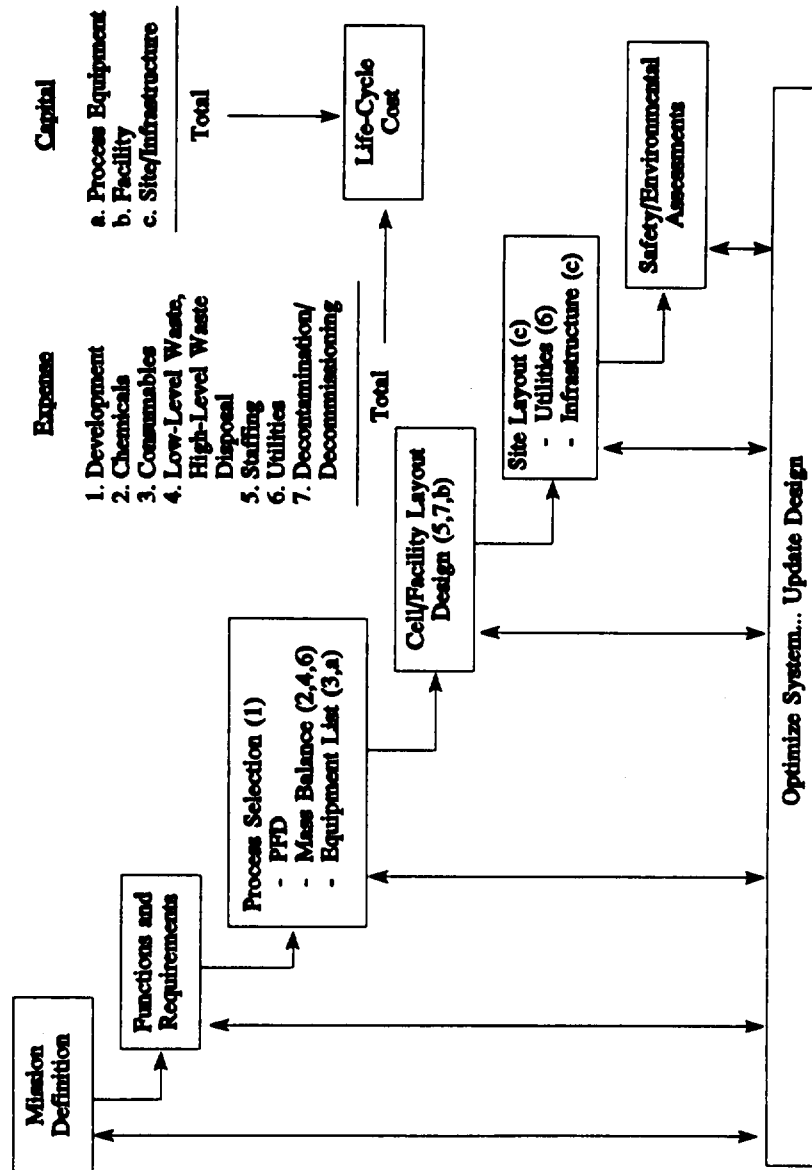 Mission
Definition
Functions and
Requirements
Process Selection (1)
- PFD
- Mass Balance (2,4,6)
- Equipment List (3,a)
Cell/Facility Layout
Design (5,7,b)
Site Layout (c)
- Utilities (6)
- Infrastructure (c)
Safety/Environmental
Assessments
Optimize System... Update Design
Expense
1. Development
2. Chemicals
3. Consumables
4. Low-Level Waste,
High-Level Waste
Disposal
5. Staffing
6. Utilities
7. Decontamination/
Decommissioning
Total
Capital
a. Process Equipment
b. Facility
c. Site/Infrastructure
Total
Life-Cycle
Cost